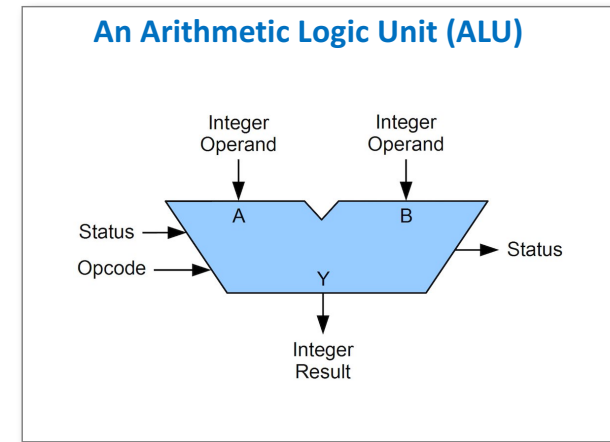 An Arithmetic Logic Unit (ALU)
Integer
Operand
Integer
Operand
A
B
Status
Opcode
Status
Y
Integer
Result